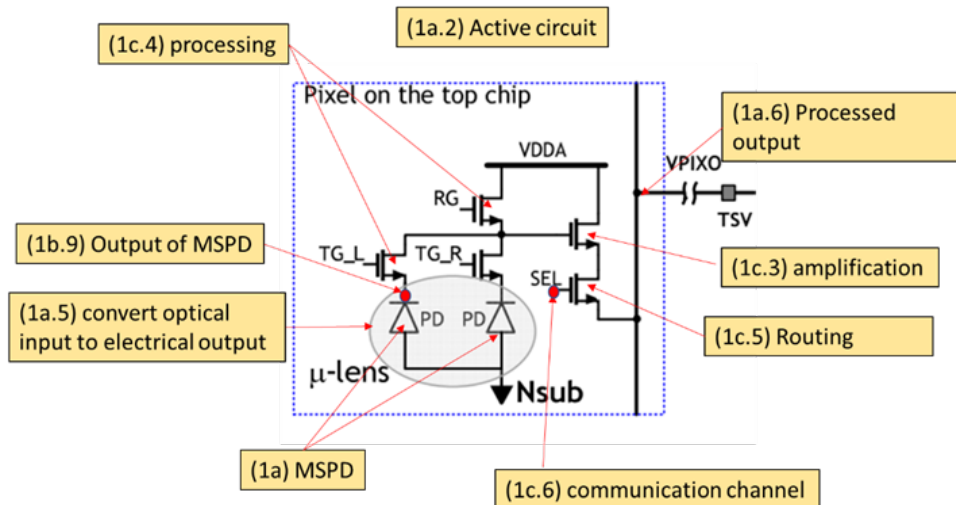 (1a.2) Active circuit
(1c.4) processing
Pixel on the top chip
(1a.6) Processed
output
VDDA
VPIXO
RG
TSV
(1b.9) Output of MSPD
TG_L
TG_R
(1c.3) amplification
SEL
(1a.5) convert optical
input to electrical output
PD
PD
(1c.5) Routing
μ-lens
Nsub
(1a) MSPD
(1c.6) communication channel